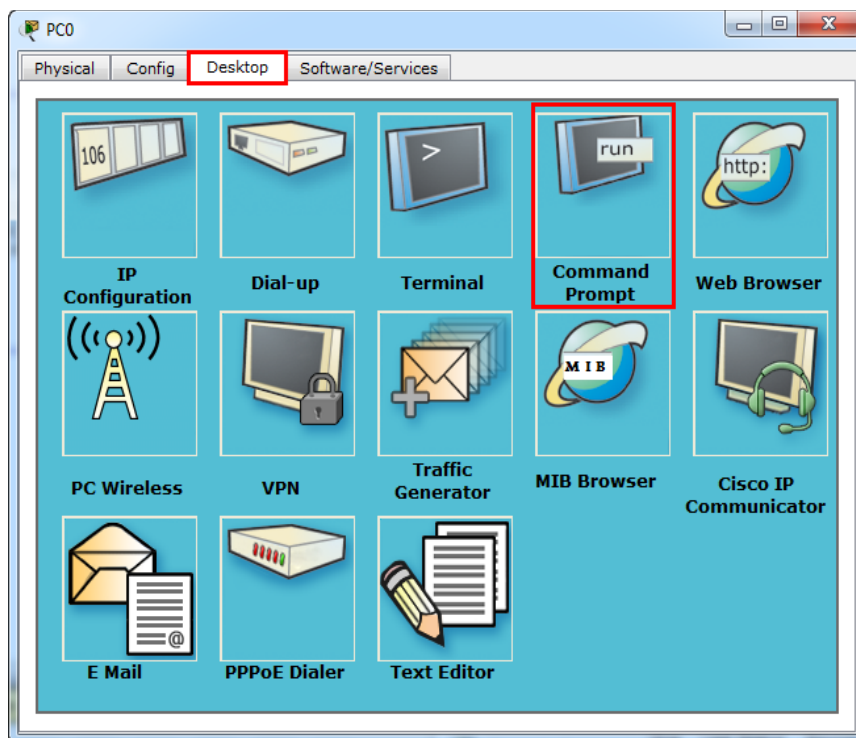 PC0
Physical Config Desktop Software/Services
106
>
run
http:
IP
Configuration
Dial-up
Terminal
Command
Prompt
Web Browser
MIB
PC Wireless
VPN
Traffic
Generator
MIB Browser
Cisco IP
Communicator
@
E Mail
PPPoE Dialer
Text Editor